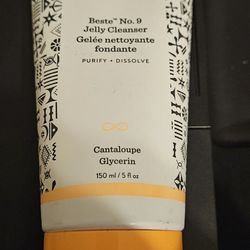 Beste™ No. 9
Jelly Cleanser
Gelée nettoyante
fondante
PURIFY + DISSOLVE
Cantaloupe
Glycerin
150 ml / 5 fl oz